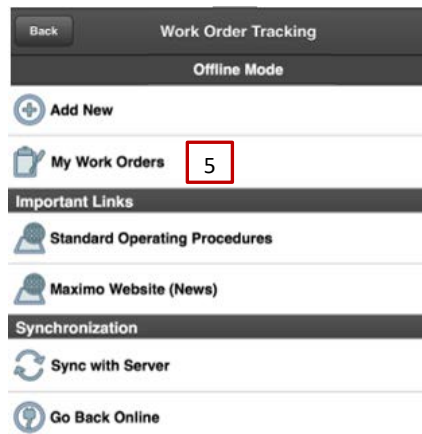 Back Work Order Tracking
Offline Mode
Add New
My Work Orders 5
Important Links
Standard Operating Procedures
Maximo Website (News)
Synchronization
Sync with Server
Go Back Online